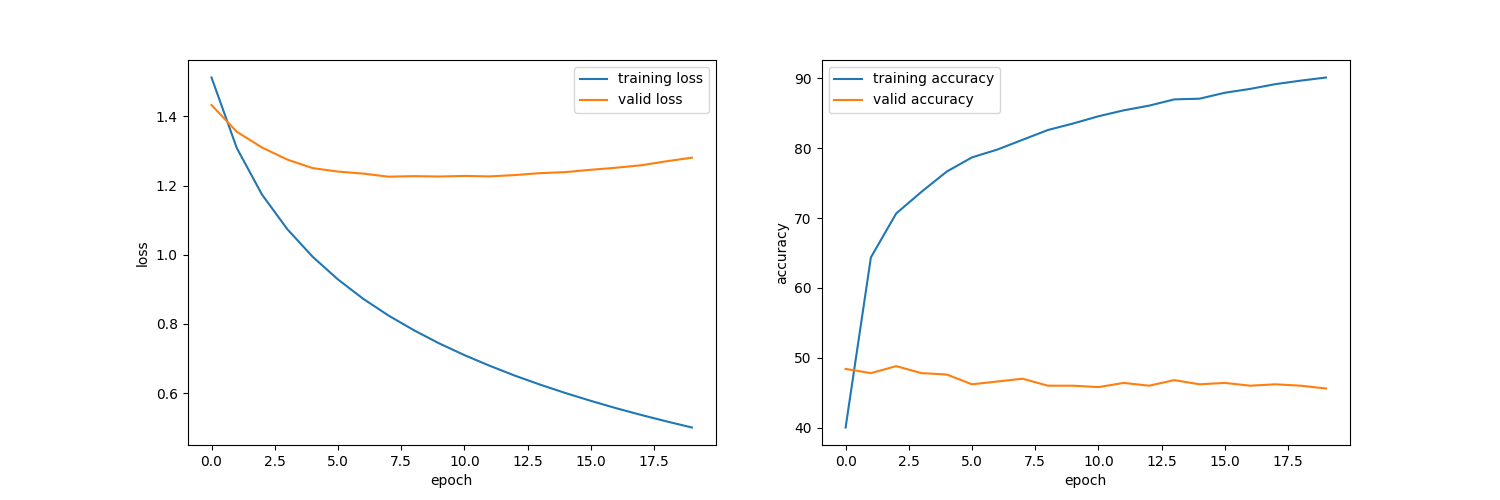 training loss
valid loss
1.4
1.2
1.0
0.8
0.6
loss
0.0 2.5 5.0 7.5 10.0 12.5 15.0 17.5
epoch
training accuracy
valid accuracy
90
80
70
60
50
40
accuracy
0.0 2.5 5.0 7.5 10.0 12.5 15.0 17.5
epoch